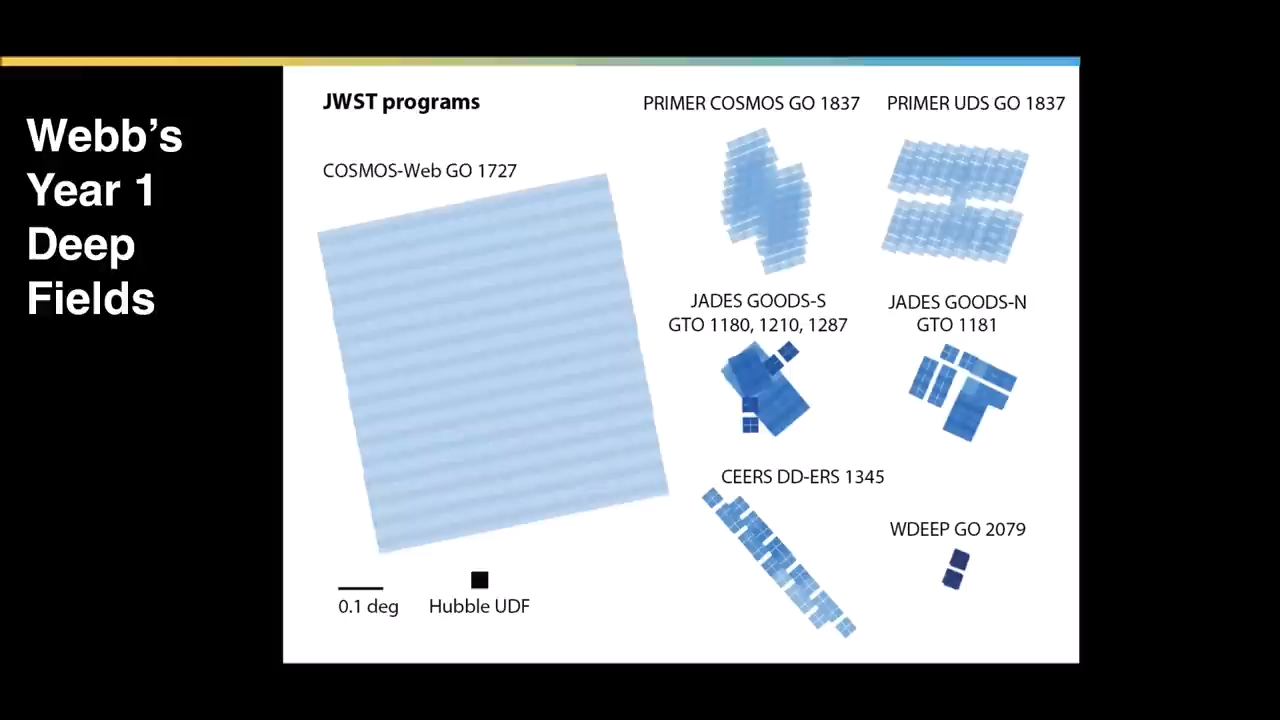 Webb’s
Year 1
Deep
Fields
JWST programs
COSMOS-Web GO 1727
PRIMER COSMOS GO 1837
PRIMER UDS GO 1837
JADES GOODS-S
GTO 1180, 1210, 1287
JADES GOODS-N
GTO 1181
CEERS DD-ERS 1345
WDEEP GO 2079
0.1 deg
Hubble UDF